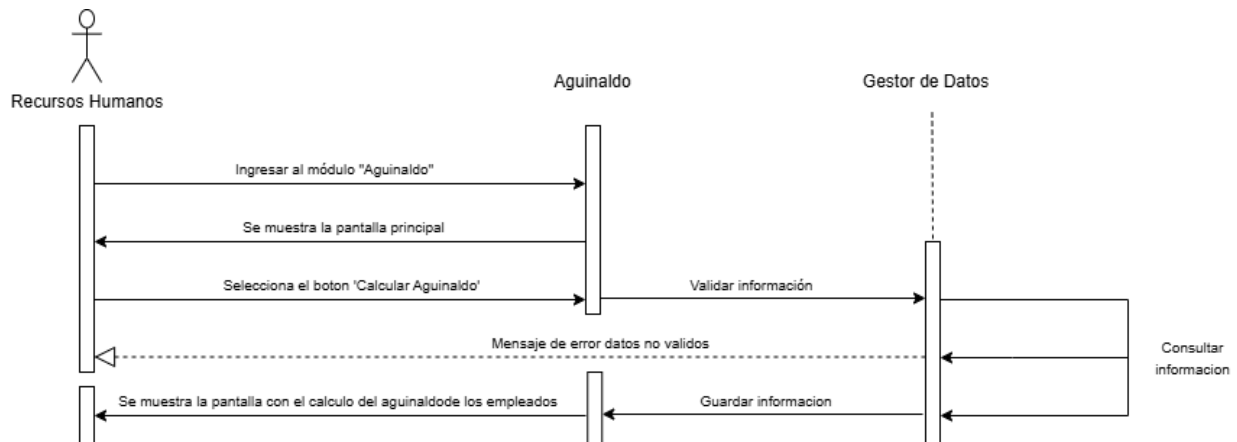 Recursos Humanos
Aguinaldo
Gestor de Datos
Ingresar al módulo "Aguinaldo"
Se muestra la pantalla principal
Selecciona el boton 'Calcular Aguinaldo'
Validar información
Mensaje de error datos no validos
Consultar
informacion
Se muestra la pantalla con el calculo del aguinaldode los empleados
Guardar informacion